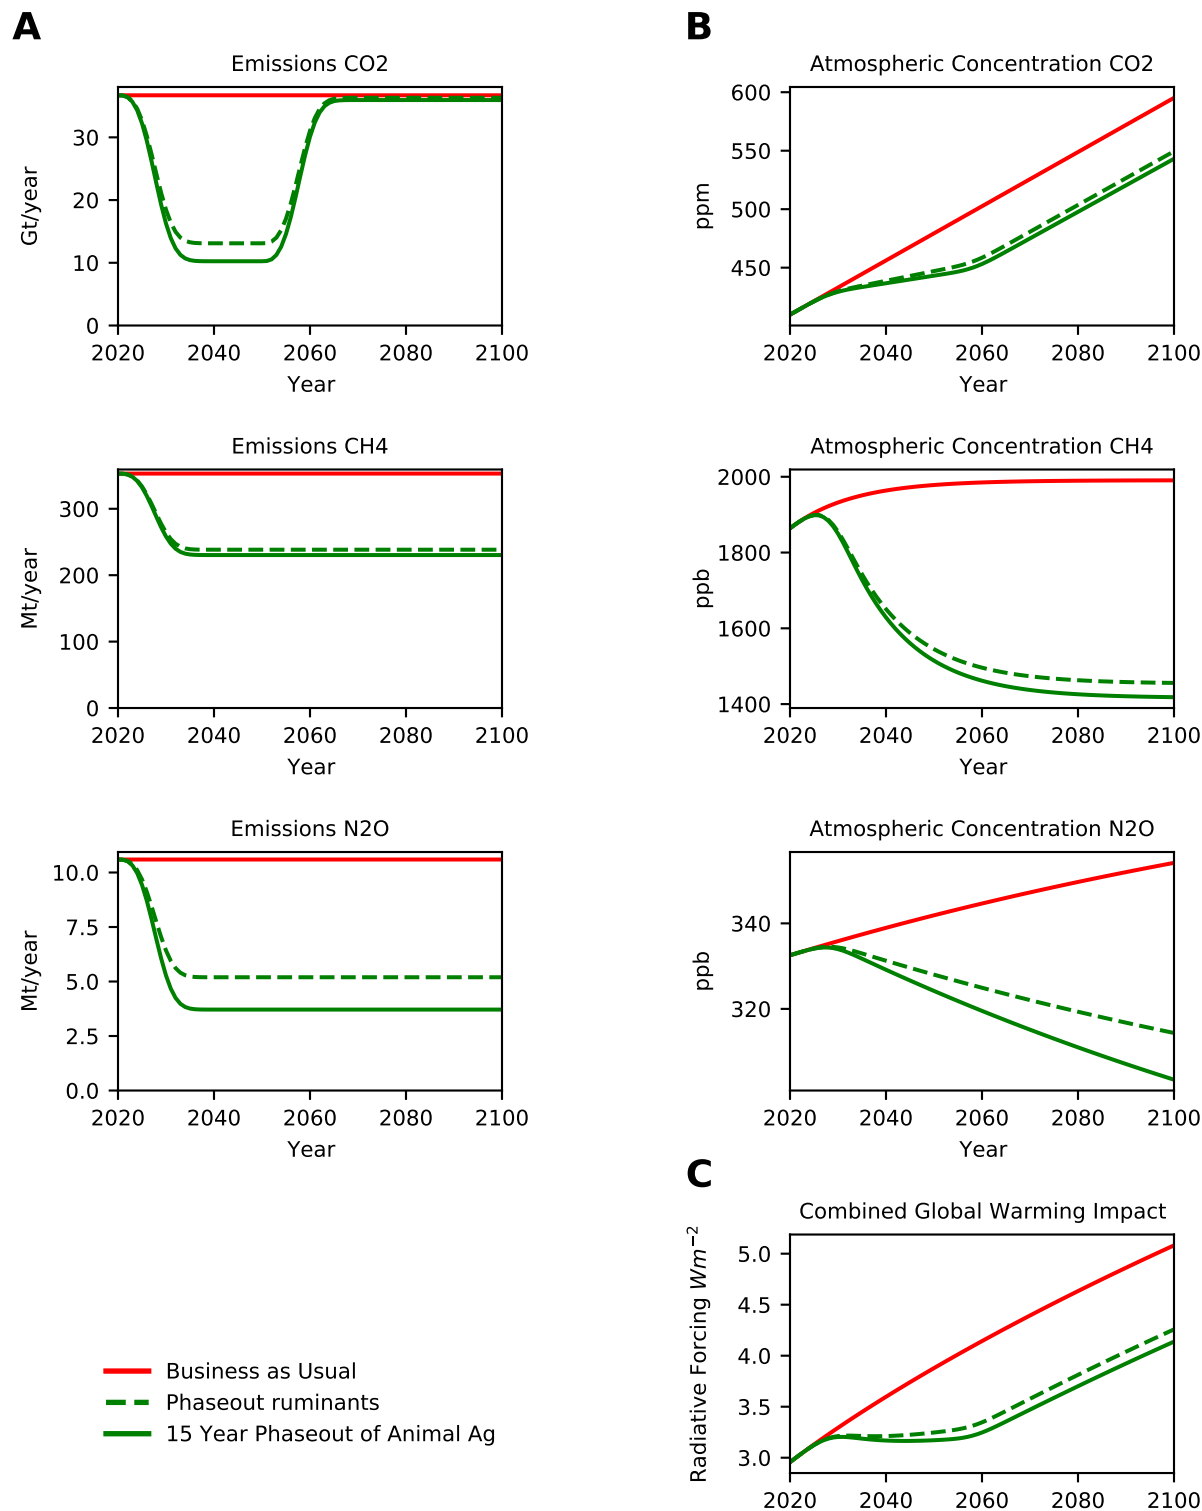 A
Emissions CO2
Gt/year
30
20
10
0
2020 2040 2060 2080 2100
Year
Emissions CH4
Mt/year
300
200
100
0
2020 2040 2060 2080 2100
Year
Emissions N2O
Mt/year
10.0
7.5
5.0
2.5
0.0
2020 2040 2060 2080 2100
Year
Business as Usual
Phaseout ruminants
15 Year Phaseout of Animal Ag
B
Atmospheric Concentration CO2
ppm
600
550
500
450
2020 2040 2060 2080 2100
Year
Atmospheric Concentration CH4
ppb
2000
1800
1600
1400
2020 2040 2060 2080 2100
Year
Atmospheric Concentration N2O
ppb
340
320
2020 2040 2060 2080 2100
Year
C
Combined Global Warming Impact
Radiative Forcing Wm⁻²
5.0
4.5
4.0
3.5
3.0
2020 2040 2060 2080 2100